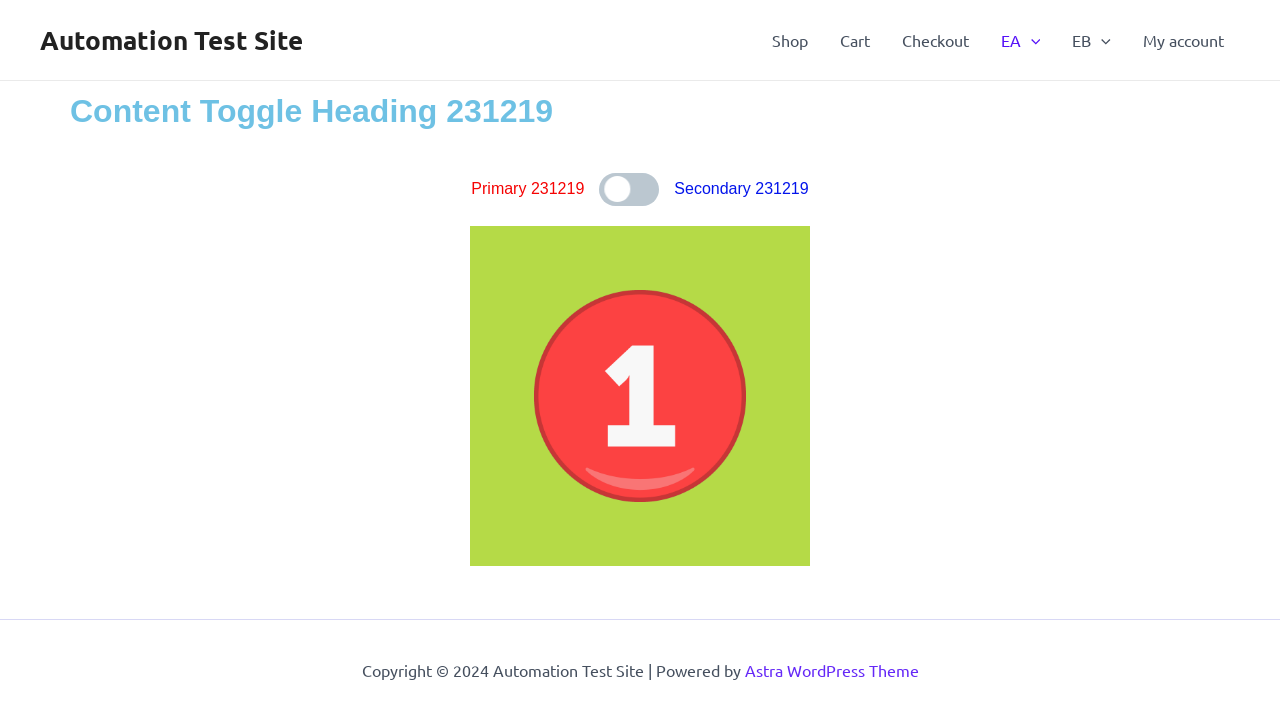 Automation Test Site
Shop Cart Checkout EA EB My account
Content Toggle Heading 231219
Primary 231219 Secondary 231219
1
Copyright © 2024 Automation Test Site | Powered by Astra WordPress Theme